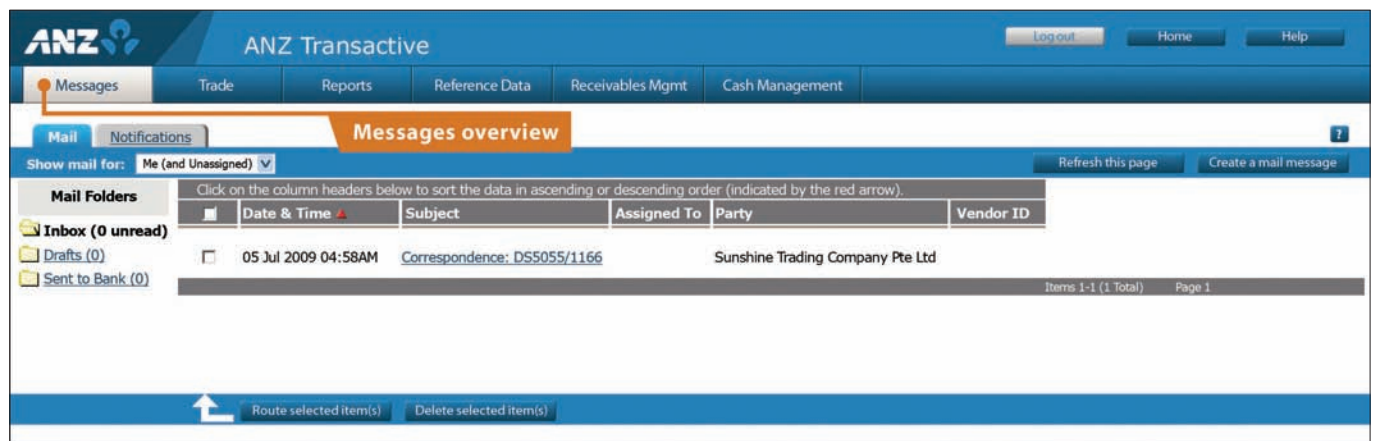 ANZ
ANZ Transactive
Log out Home Help
Messages Trade Reports Reference Data Receivables Mgmt Cash Management
Messages overview
Mail Notifications ?
Show mail for: Me (and Unassigned) Refresh this page Create a mail message
Mail Folders
Click on the column headers below to sort the data in ascending or descending order (indicated by the red arrow).
Date & Time Subject Assigned To Party Vendor ID
Inbox (0 unread)
Drafts (0)
05 Jul 2009 04:58AM Correspondence: DS5055/1166 Sunshine Trading Company Pte Ltd
Sent to Bank (0)
Items 1-1 (1 Total) Page 1
Route selected item(s) Delete selected item(s)